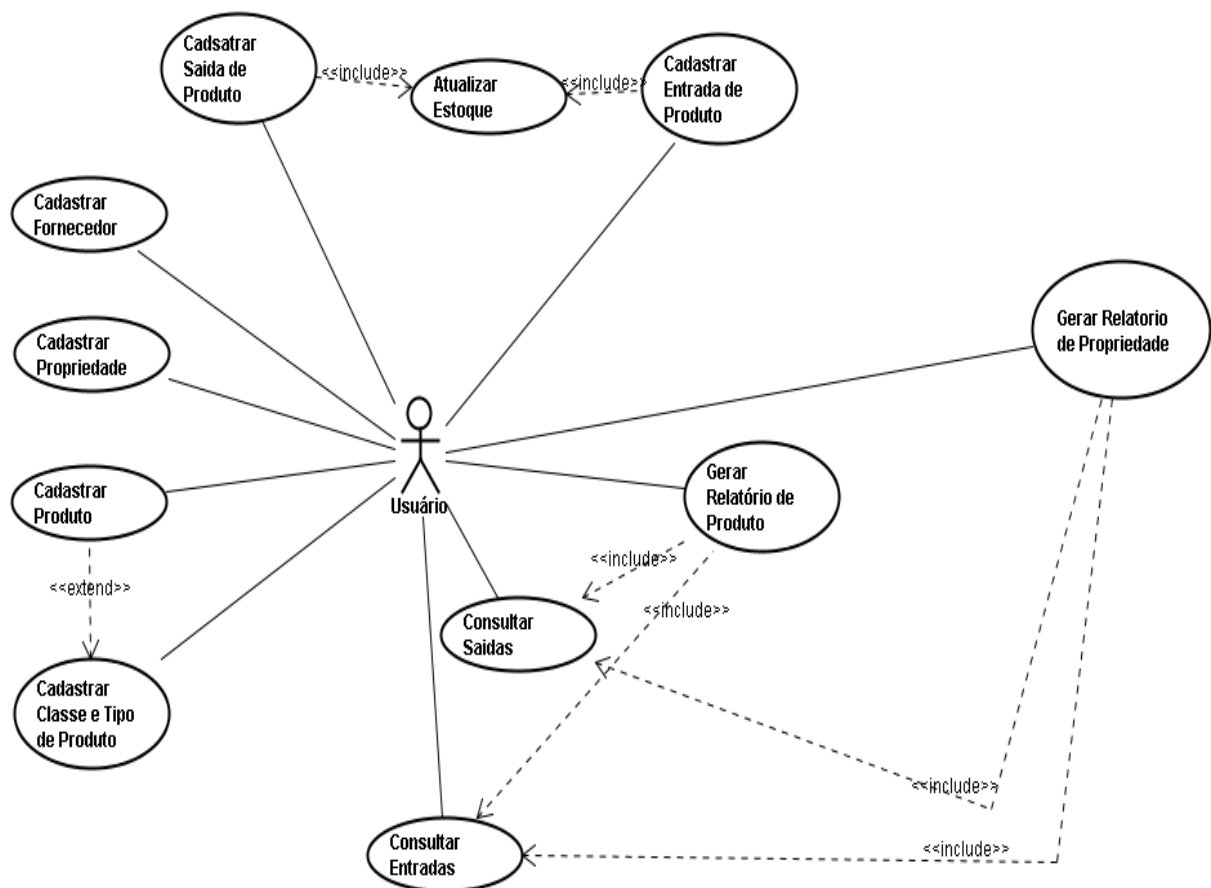 Cadsatrar
Saida de
Produto
<<include>>
Atualizar
Estoque
<<include>>
Cadastrar
Entrada de
Produto
Cadastrar
Fornecedor
Cadastrar
Propriedade
Gerar Relatorio
de Propriedade
Cadastrar
Produto
Usuário
Gerar
Relatório de
Produto
<<extend>>
<<include>>
<<include>>
Consultar
Saidas
Cadastrar
Classe e Tipo
de Produto
<<include>>
Consultar
Entradas
<<include>>